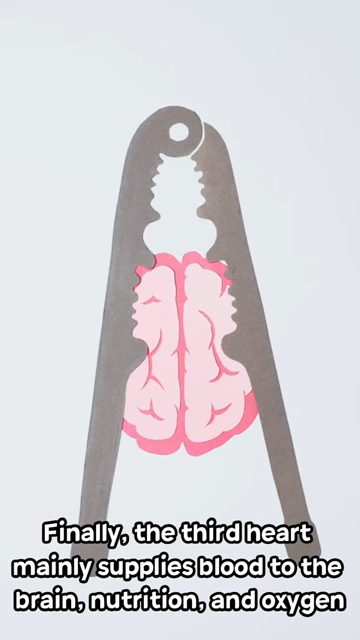 Finally, the third heart
mainly supplies blood to the
brain, nutrition, and oxygen